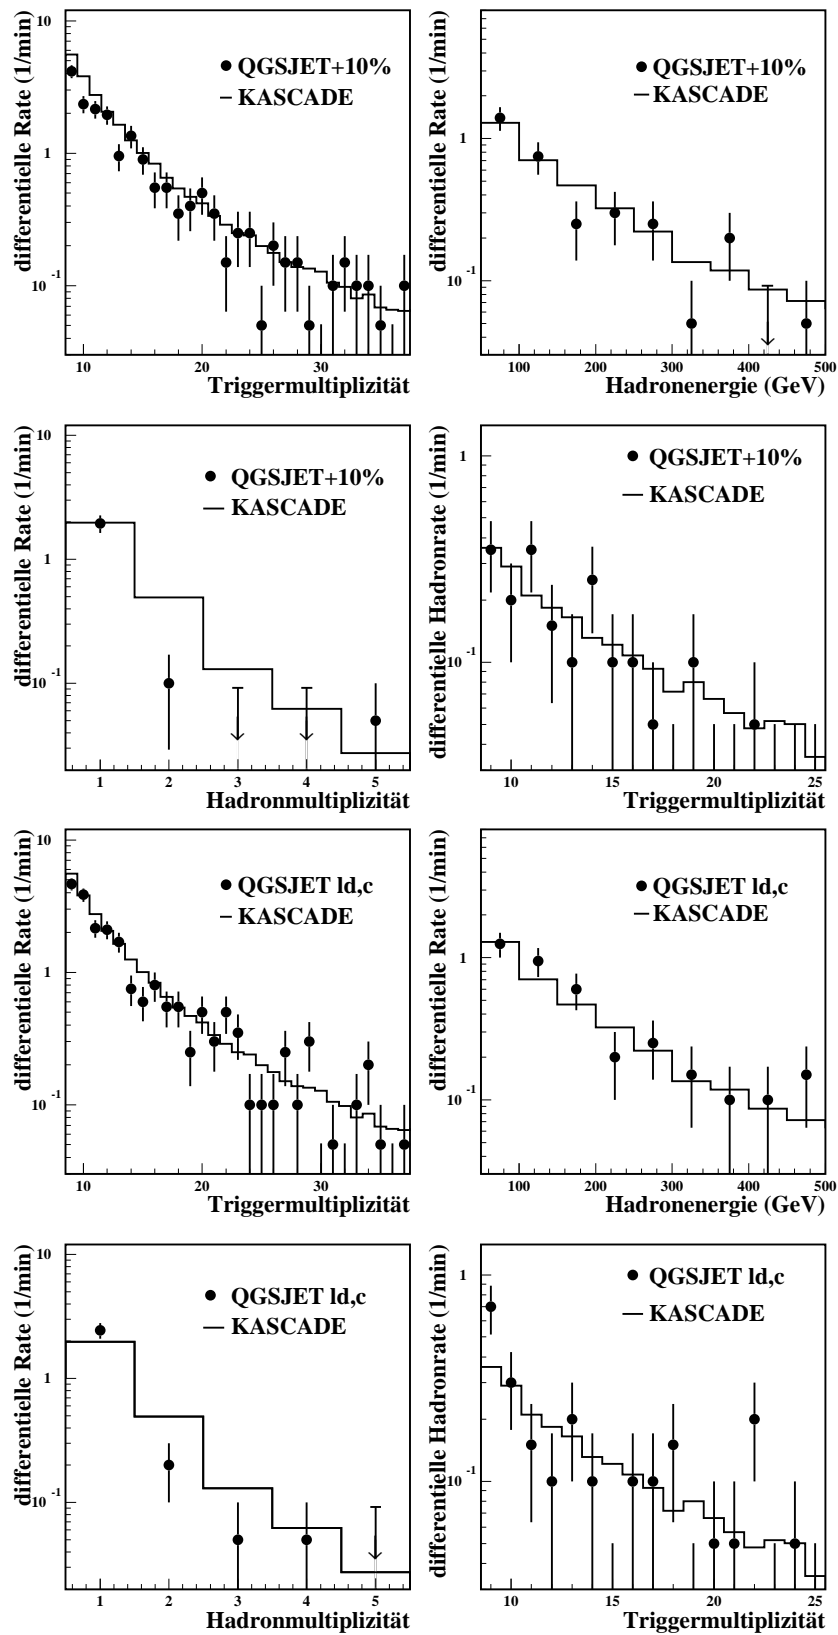 differentielle Rate (1/min)
10
1
10 -1
QGSJET+10%
KASCADE
10 20 30
Triggermultiplizität
differentielle Rate (1/min)
1
10 -1
QGSJET+10%
KASCADE
100 200 300 400 500
Hadronenergie (GeV)
differentielle Rate (1/min)
10
1
10 -1
QGSJET+10%
KASCADE
1 2 3 4 5
Hadronmultiplizität
differentielle Hadronrate (1/min)
1
10 -1
QGSJET+10%
KASCADE
10 15 20 25
Triggermultiplizität
differentielle Rate (1/min)
10
1
10 -1
QGSJET ld,c
KASCADE
10 20 30
Triggermultiplizität
differentielle Rate (1/min)
1
10 -1
QGSJET ld,c
KASCADE
100 200 300 400 500
Hadronenergie (GeV)
differentielle Rate (1/min)
10
1
10 -1
QGSJET ld,c
KASCADE
1 2 3 4 5
Hadronmultiplizität
differentielle Hadronrate (1/min)
1
10 -1
QGSJET ld,c
KASCADE
10 15 20 25
Triggermultiplizität